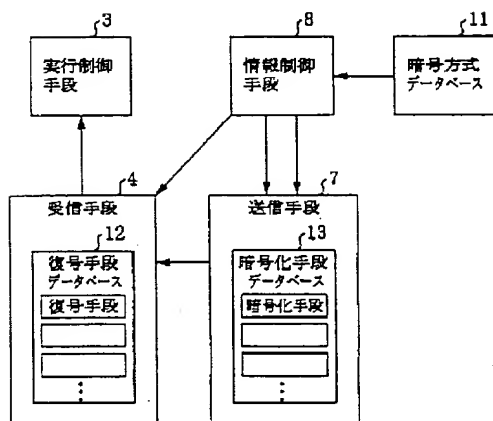 3
実行制御
手段
8
情報制御
手段
11
暗号方式
データベース
4
受信手段
12
復号手段
データベース
復号手段
7
送信手段
13
暗号化手段
データベース
暗号化手段